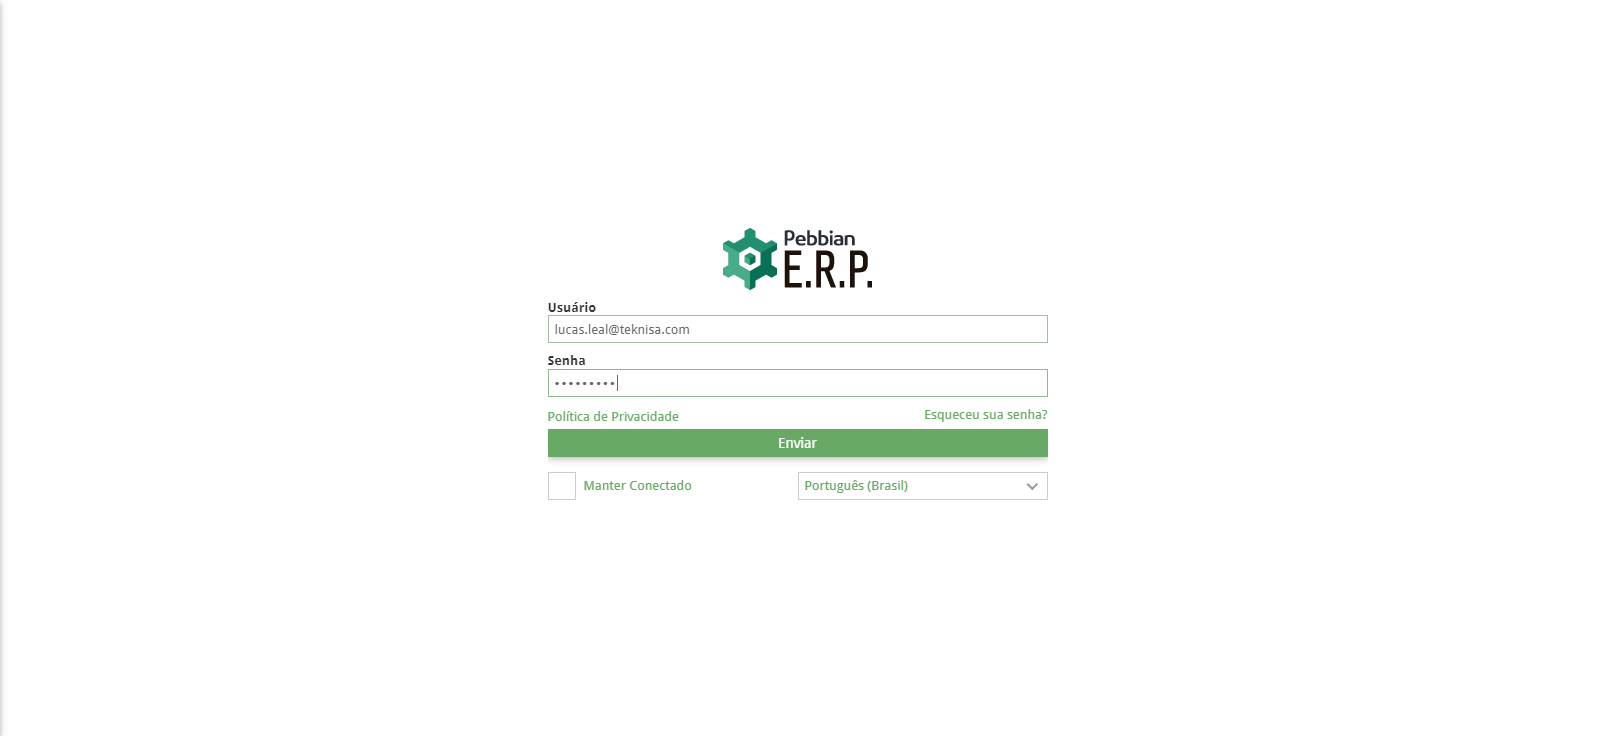 Pebbian
E.R.P.
Usuário
lucas.leal@teknisa.com
Senha
•••••••••
Política de Privacidade
Esqueceu sua senha?
Enviar
Manter Conectado
Português (Brasil)